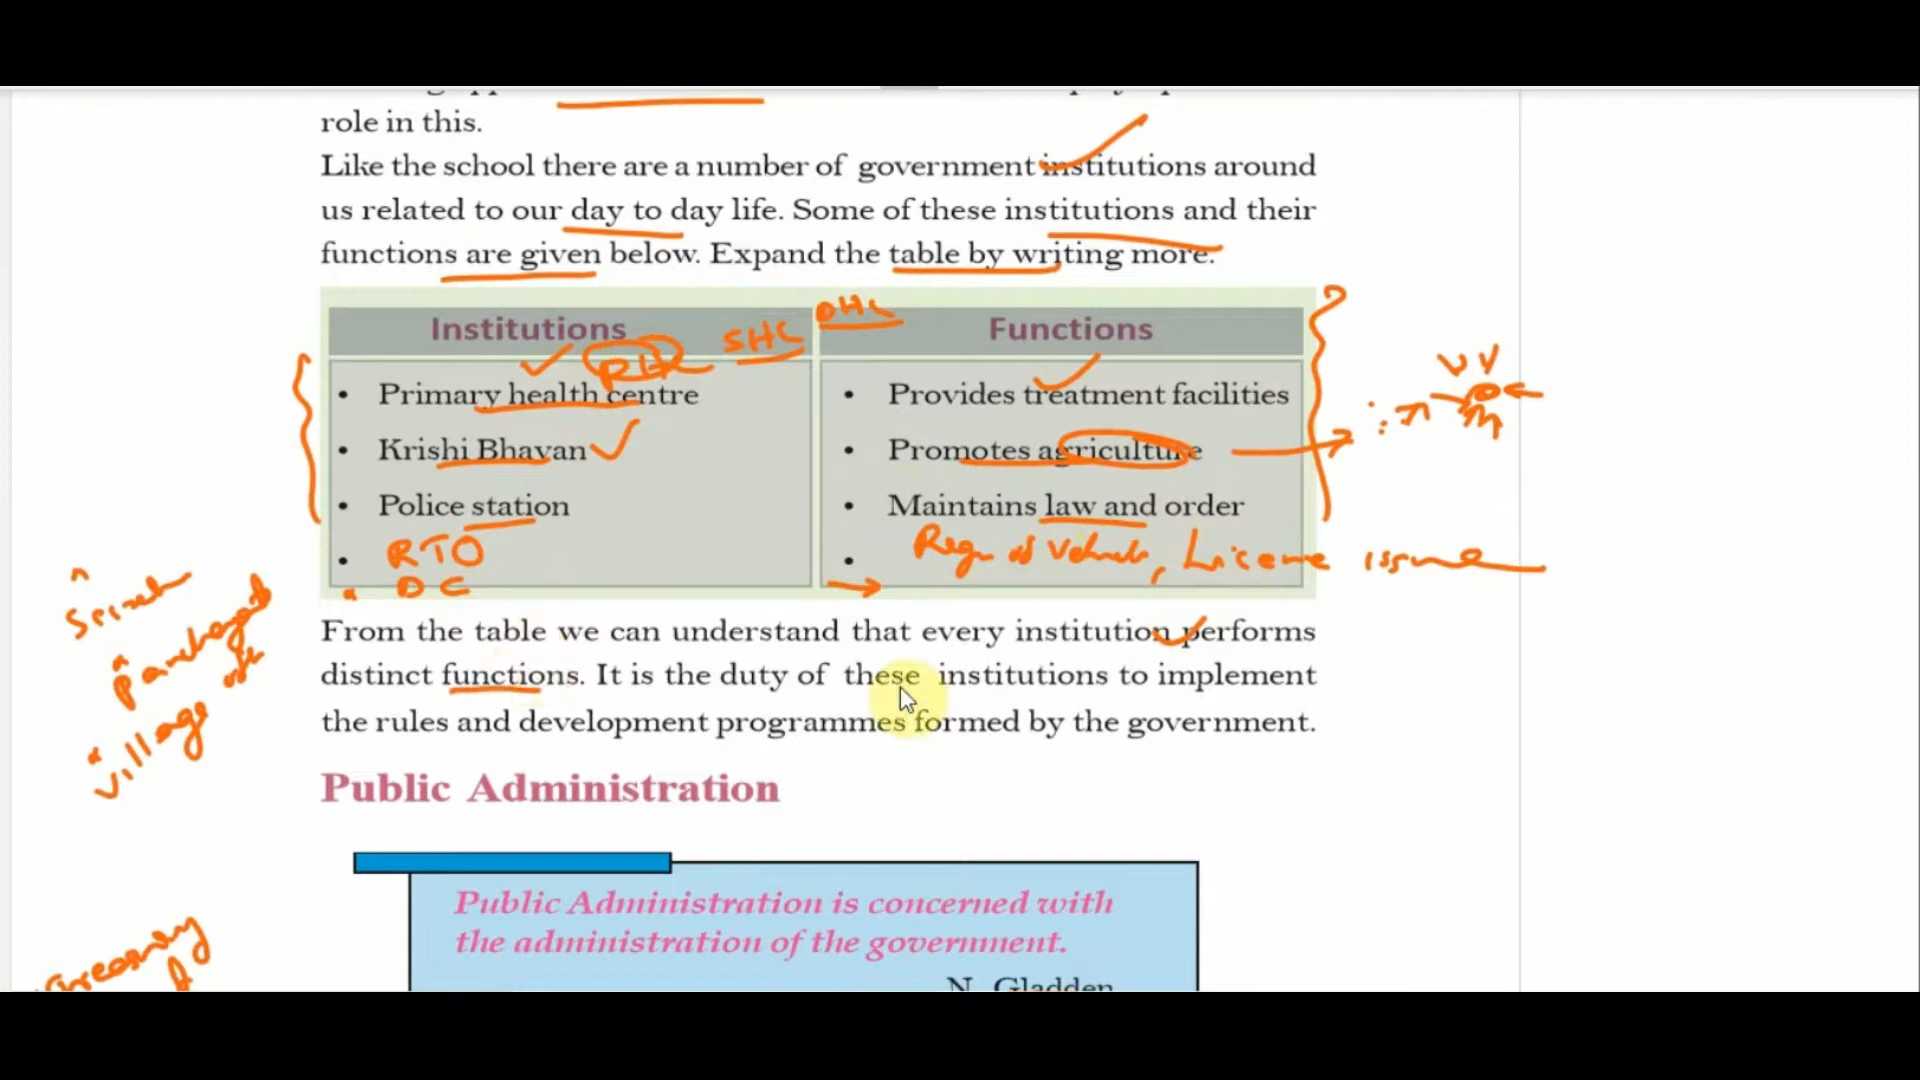 role in this.
Like the school there are a number of government institutions around
us related to our day to day life. Some of these institutions and their
functions are given below. Expand the table by writing more.
SHC
DHC
Institutions
Functions
• Primary health centre
• Provides treatment facilities
• Krishi Bhavan
• Promotes agriculture
• Police station
• Maintains law and order
• RTO
• Regn of Vehicle, License issue
• DC
From the table we can understand that every institution performs
distinct functions. It is the duty of these institutions to implement
the rules and development programmes formed by the government.
panchayat
village
Public Administration
Public Administration is concerned with
the administration of the government.
N. Gladden